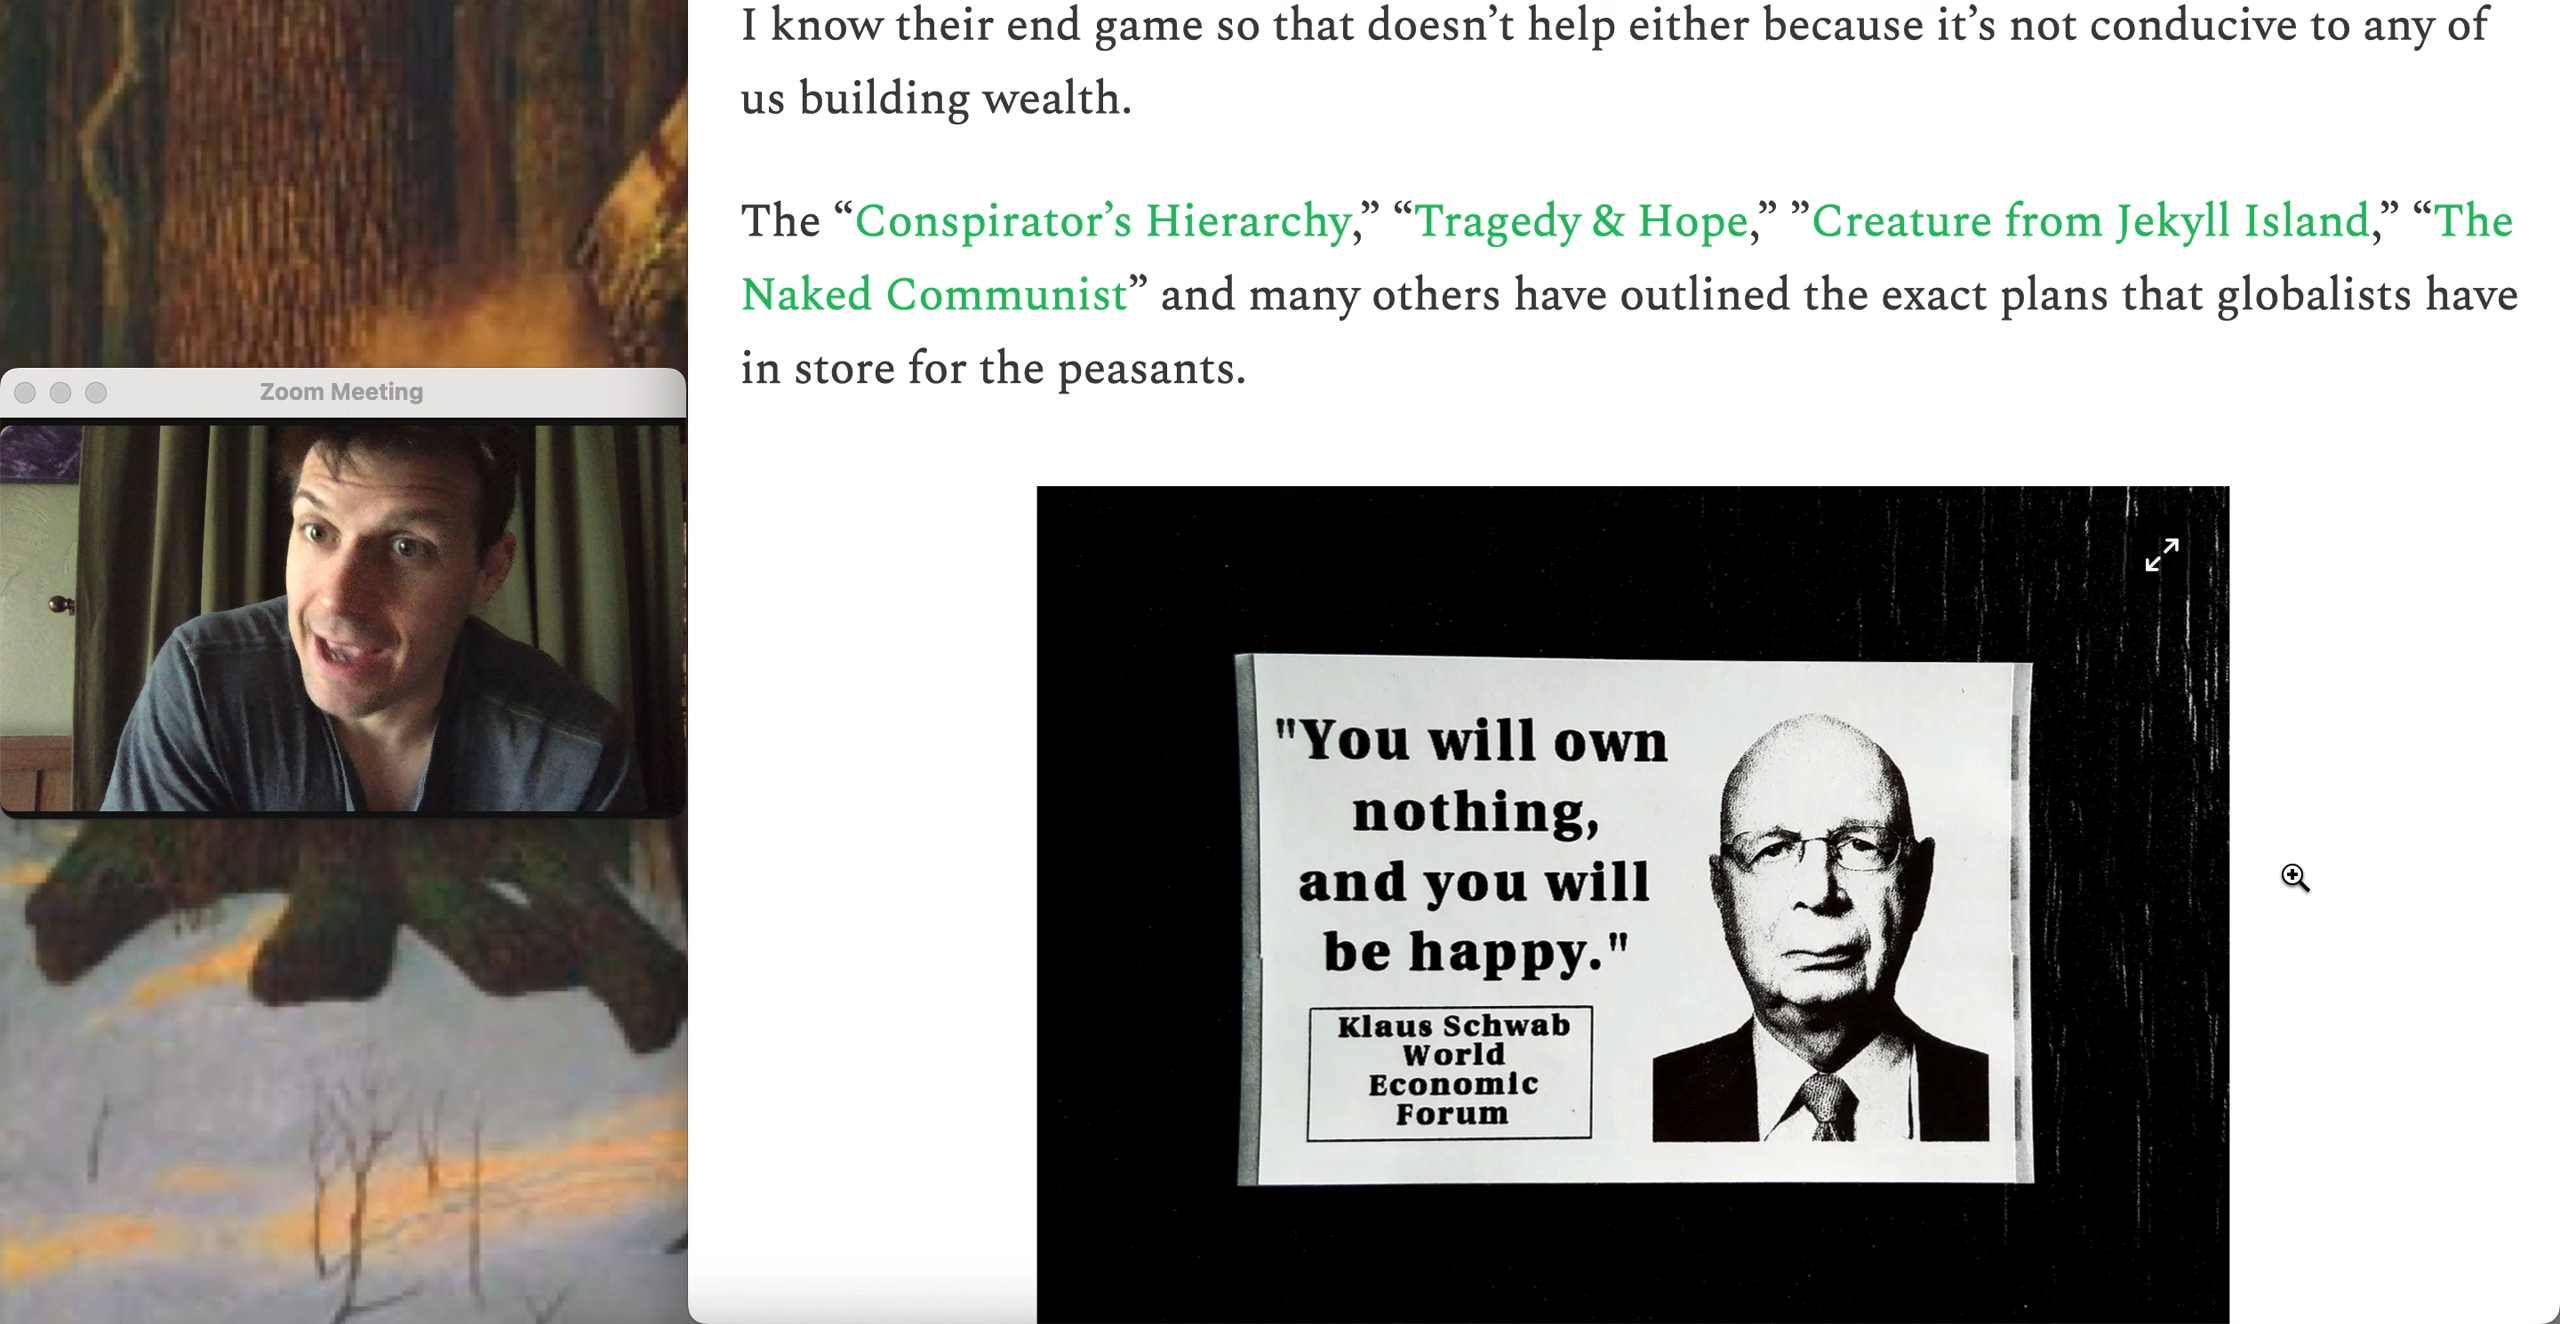 I know their end game so that doesn’t help either because it’s not conducive to any of
us building wealth.
The “Conspirator’s Hierarchy,” “Tragedy & Hope,” ”Creature from Jekyll Island,” “The
Naked Communist” and many others have outlined the exact plans that globalists have
in store for the peasants.
Zoom Meeting
"You will own
nothing,
and you will
be happy."
Klaus Schwab
World
Economic
Forum